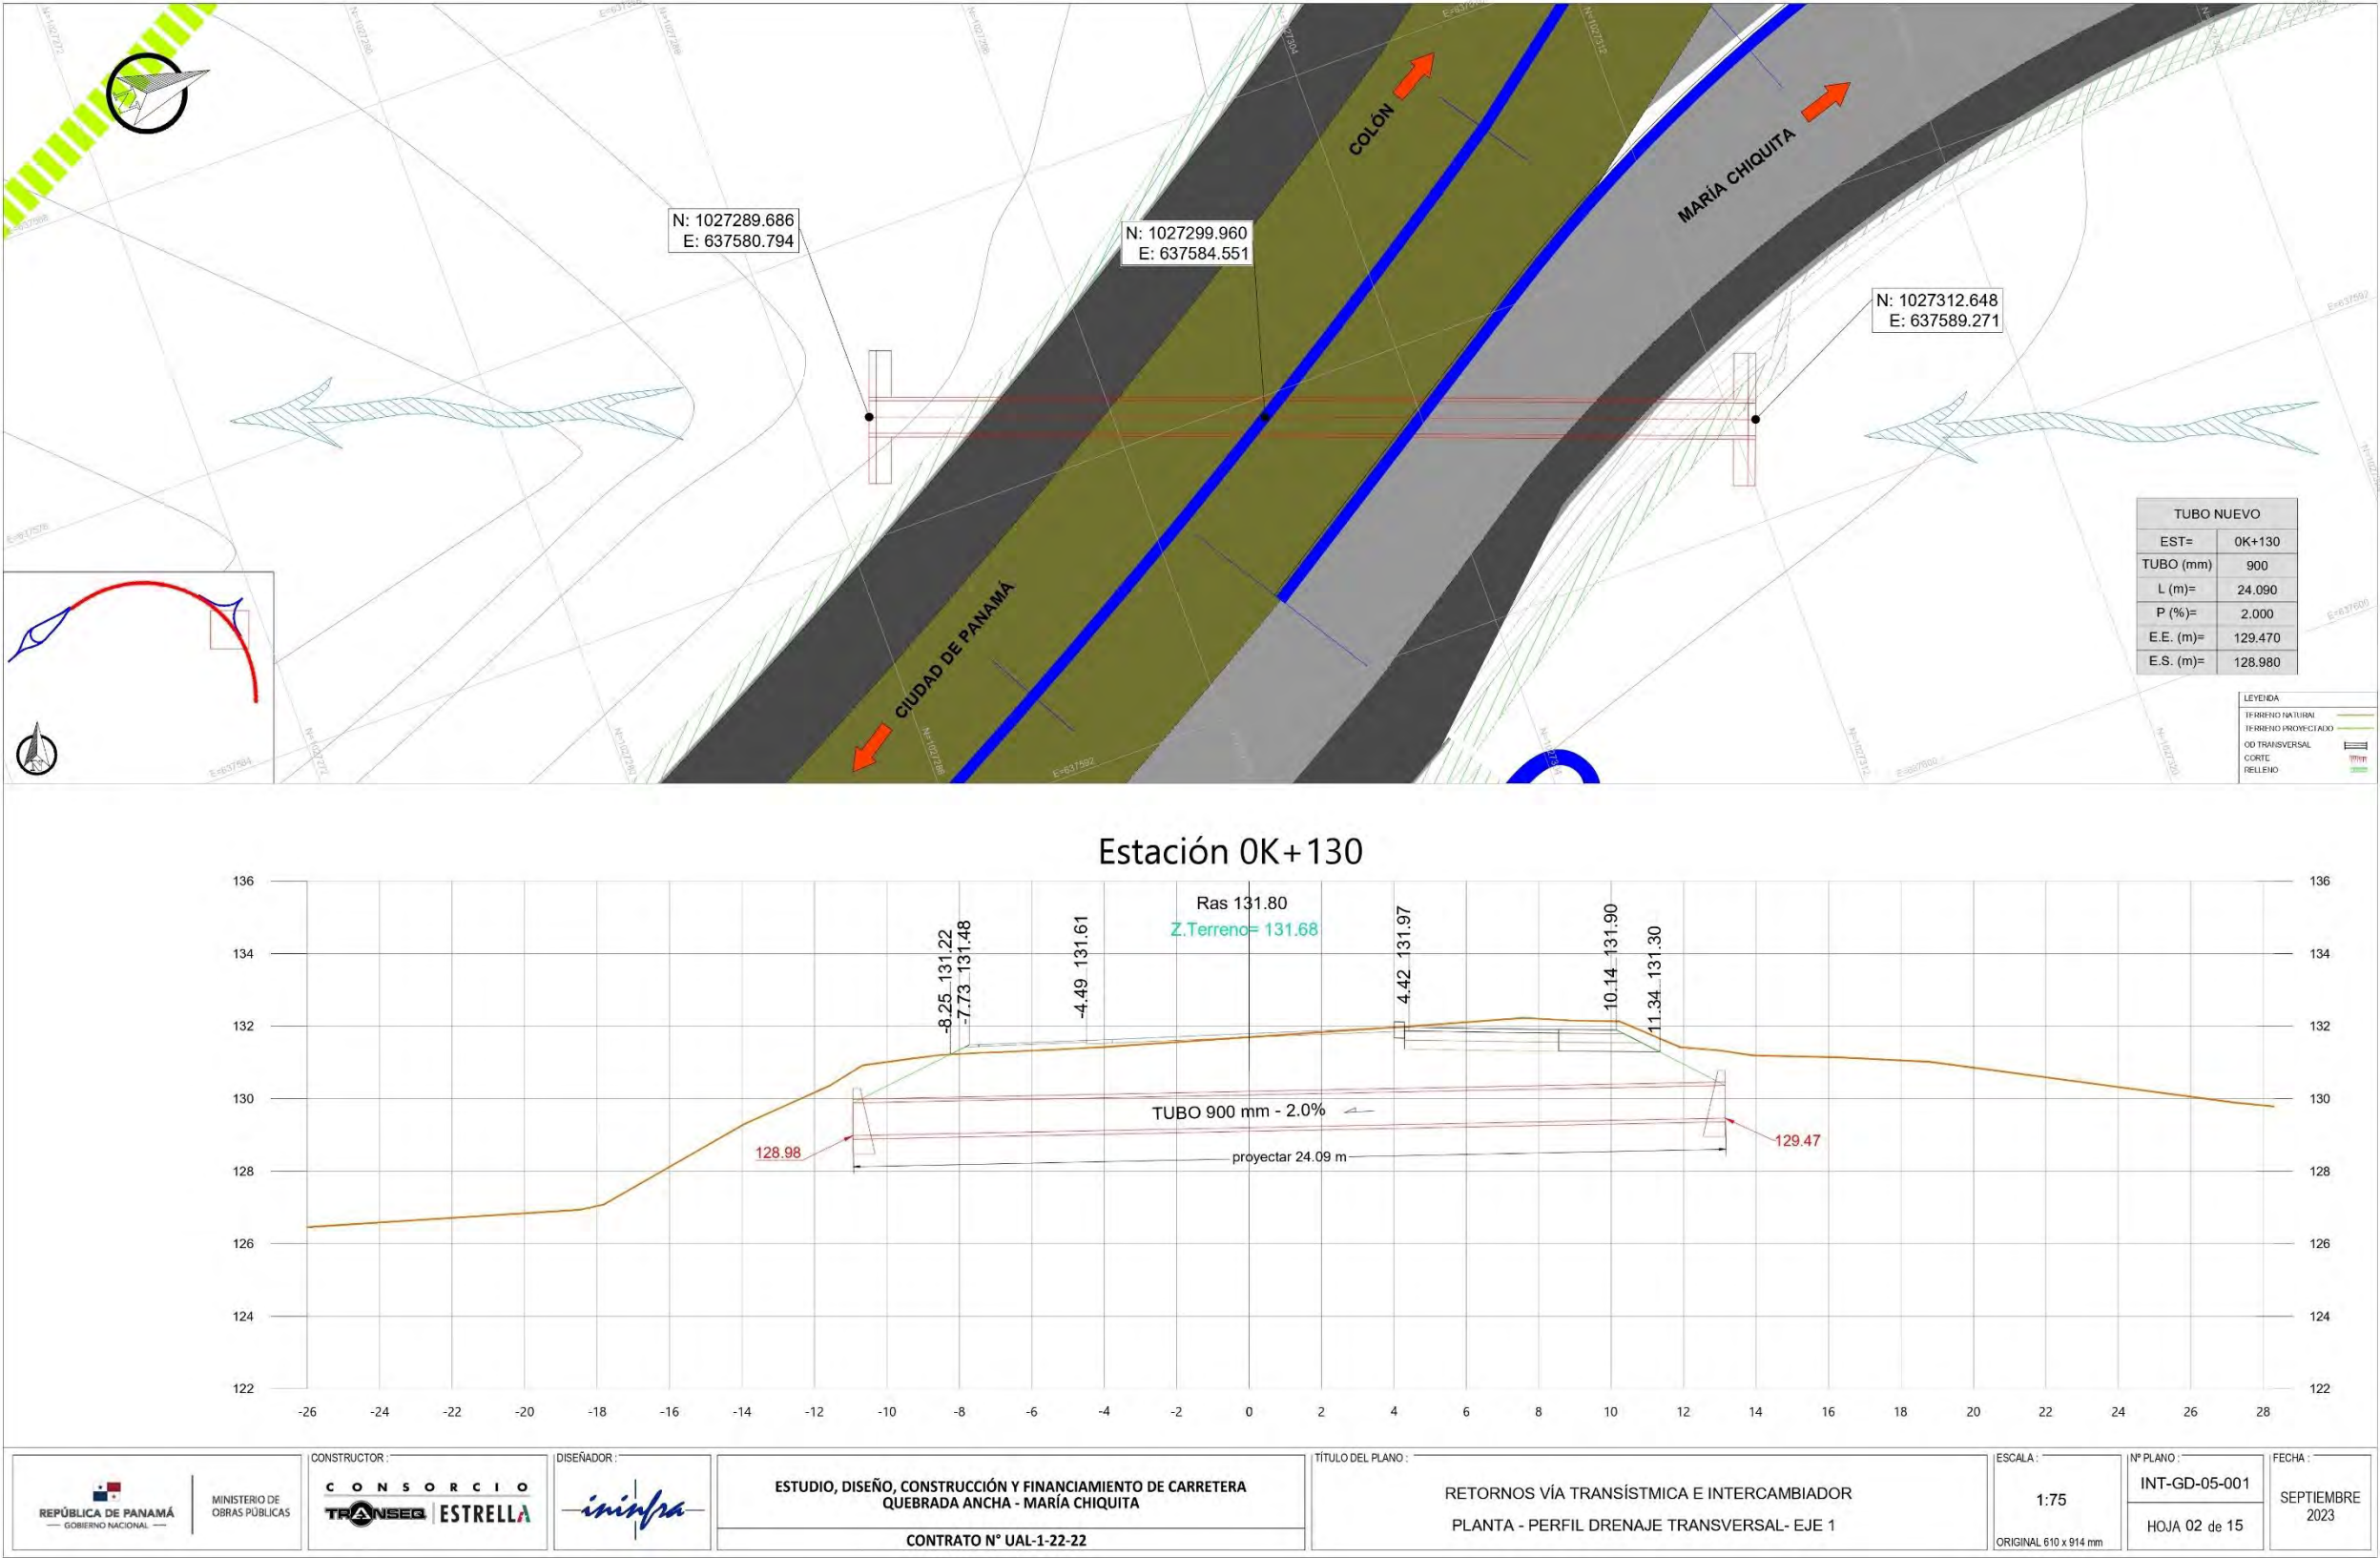 COLÓN
MARÍA CHIQUITA
N: 1027289.686
E: 637580.794
N: 1027299.960
E: 637584.551
N: 1027312.648
E: 637589.271
CIUDAD DE PANAMÁ
TUBO NUEVO
EST= 0K+130
TUBO (mm) 900
L (m)= 24.090
P (%)= 2.000
E.E. (m)= 129.470
E.S. (m)= 128.980
LEYENDA
TERRENO NATURAL
TERRENO PROYECTADO
OD TRANSVERSAL
CORTE
RELLENO
N
Estación 0K+130
Ras 131.80
Z.Terreno= 131.68
-8.25 131.22
-7.73 131.48
-4.49 131.61
4.42 131.97
10.14 131.90
11.34 131.30
136 136
134 134
132 132
130 130
128 128
126 126
124 124
122 122
TUBO 900 mm - 2.0%
128.98
129.47
proyectar 24.09 m
-26 -24 -22 -20 -18 -16 -14 -12 -10 -8 -6 -4 -2 0 2 4 6 8 10 12 14 16 18 20 22 24 26 28
REPÚBLICA DE PANAMÁ
— GOBIERNO NACIONAL —
MINISTERIO DE
OBRAS PÚBLICAS
CONSTRUCTOR :
CONSORCIO
TRANSEQ ESTRELLA
DISEÑADOR :
ininfra
ESTUDIO, DISEÑO, CONSTRUCCIÓN Y FINANCIAMIENTO DE CARRETERA
QUEBRADA ANCHA - MARÍA CHIQUITA
CONTRATO N° UAL-1-22-22
TÍTULO DEL PLANO :
RETORNOS VÍA TRANSÍSTMICA E INTERCAMBIADOR
PLANTA - PERFIL DRENAJE TRANSVERSAL- EJE 1
ESCALA :
1:75
ORIGINAL 610 x 914 mm
Nº PLANO :
INT-GD-05-001
HOJA 02 de 15
FECHA :
SEPTIEMBRE
2023